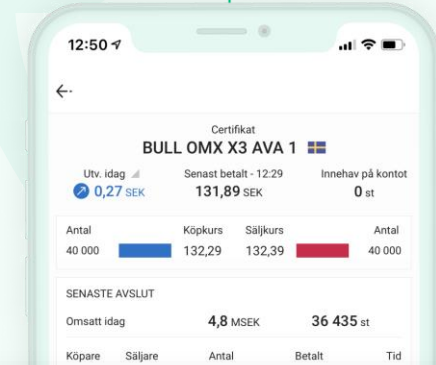 12:50
Certifikat
BULL OMX X3 AVA 1
Utv. idag Senast betalt - 12:29 Innehav på kontot
0,27 SEK 131,89 SEK 0 st
Antal Köpkurs Säljkurs Antal
40 000 132,29 132,39 40 000
SENASTE AVSLUT
Omsatt idag 4,8 MSEK 36 435 st
Köpare Säljare Antal Betalt Tid